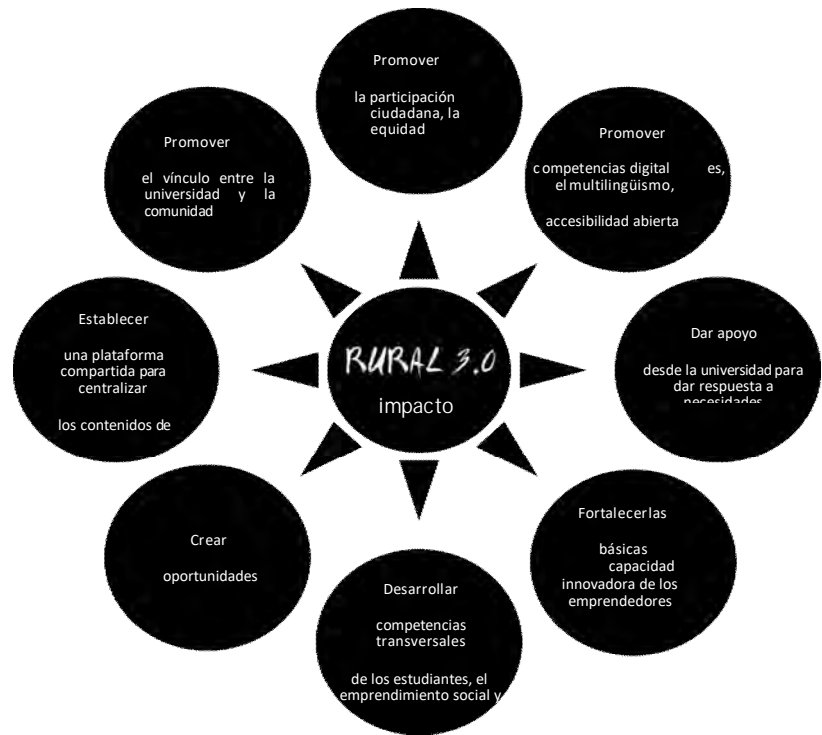 Promover
la participación
ciudadana, la
equidad
Promover
competencias digital es,
el multilingüismo,
accesibilidad abierta
Dar apoyo
desde la universidad para
dar respuesta a
necesidades
Fortalecerlas
básicas
capacidad
innovadora de los
emprendedores
Desarrollar
competencias
transversales
de los estudiantes, el
emprendimiento social y
Crear
oportunidades
Establecer
una plataforma
compartida para
centralizar
los contenidos de
Promover
el vínculo entre la
universidad y la
comunidad
RURAL 3.0
impacto